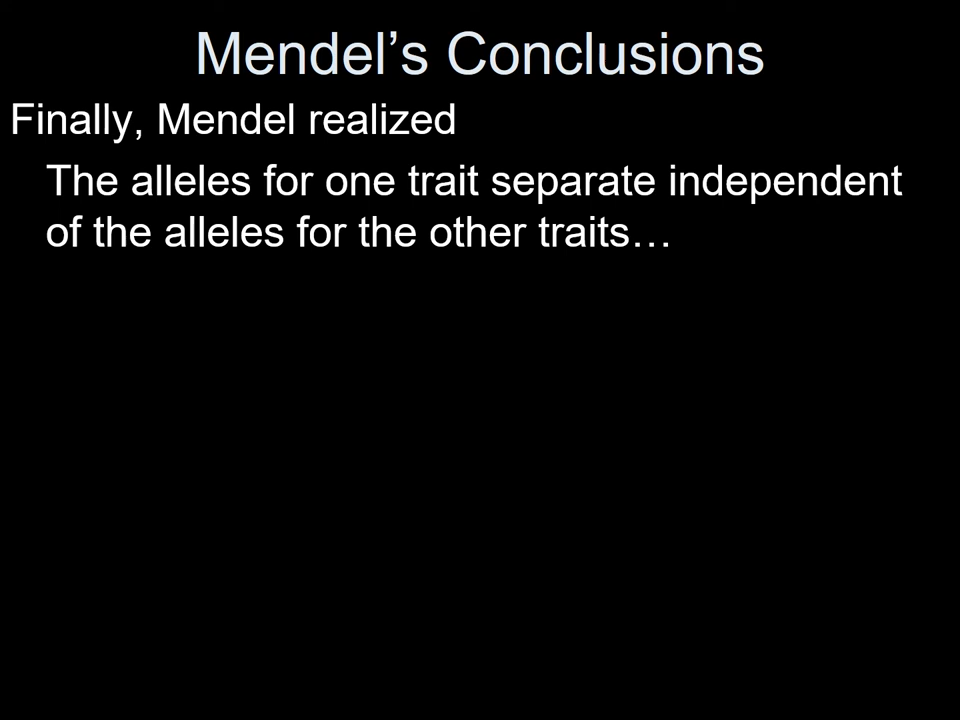 Mendel’s Conclusions
Finally, Mendel realized
The alleles for one trait separate independent
of the alleles for the other traits…